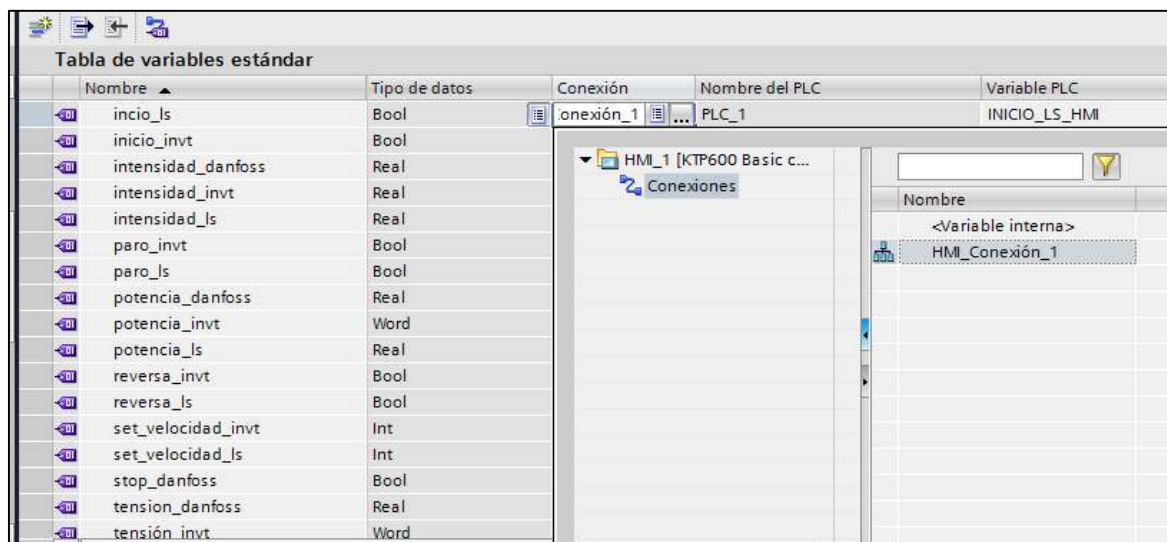 Tabla de variables estándar
Nombre Tipo de datos Conexión Nombre del PLC Variable PLC
incio_ls Bool onexión_1 ... PLC_1 INICIO_LS_HMI
inicio_invt Bool
intensidad_danfoss Real HMI_1 [KTP600 Basic c...
intensidad_invt Real Conexiones Nombre
intensidad_ls Real <Variable interna>
paro_invt Bool HMI_Conexión_1
paro_ls Bool
potencia_danfoss Real
potencia_invt Word
potencia_ls Real
reversa_invt Bool
reversa_ls Bool
set_velocidad_invt Int
set_velocidad_ls Int
stop_danfoss Bool
tension_danfoss Real
tensión_invt Word